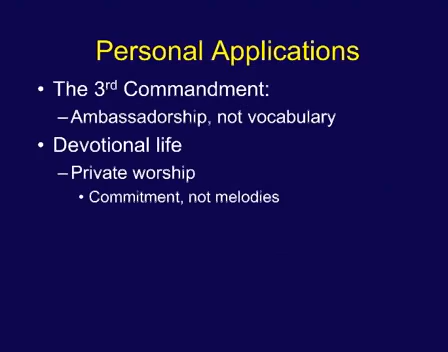 Personal Applications
• The 3rd Commandment:
–Ambassadorship, not vocabulary
• Devotional life
–Private worship
• Commitment, not melodies